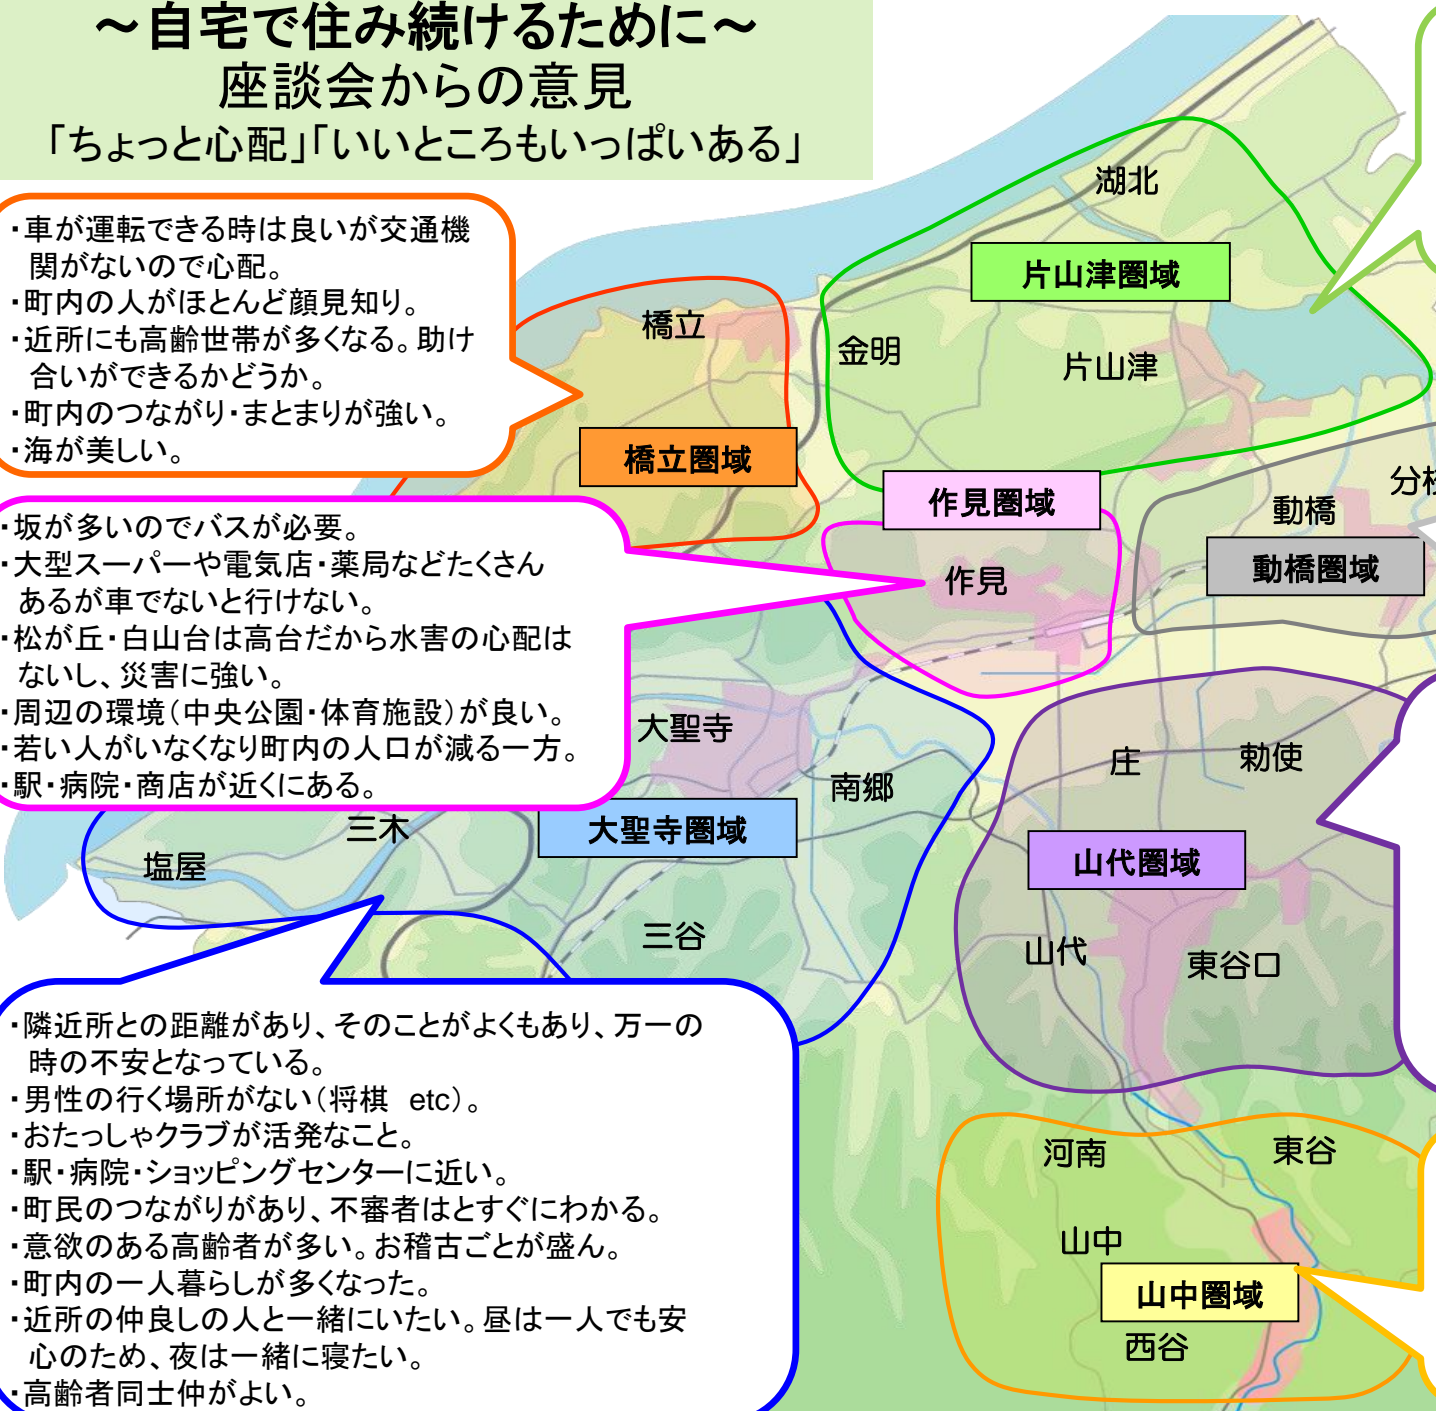 ～自宅で住み続けるために～
座談会からの意見
「ちょっと心配」「いいところもいっぱいある」
・車が運転できる時は良いが交通機
関がないので心配。
・町内の人がほとんど顔見知り。
・近所にも高齢世帯が多くなる。助け
合いができるかどうか。
・町内のつながり・まとまりが強い。
・海が美しい。
・坂が多いのでバスが必要。
・大型スーパーや電気店・薬局などたくさん
あるが車でないと行けない。
・松が丘・白山台は高台だから水害の心配は
ないし、災害に強い。
・周辺の環境（中央公園・体育施設）が良い。
・若い人がいなくなり町内の人口が減る一方。
・駅・病院・商店が近くにある。
・隣近所との距離があり、そのことがよくもあり、万一の
時の不安となっている。
・男性の行く場所がない（将棋　etc）。
・おたっしゃクラブが活発なこと。
・駅・病院・ショッピングセンターに近い。
・町民のつながりがあり、不審者はとすぐにわかる。
・意欲のある高齢者が多い。お稽古ごとが盛ん。
・町内の一人暮らしが多くなった。
・近所の仲良しの人と一緒にいたい。昼は一人でも安
心のため、夜は一緒に寝たい。
・高齢者同士仲がよい。
湖北
片山津圏域
橋立
金明
片山津
橋立圏域
作見圏域
分校
動橋
動橋圏域
作見
大聖寺
南郷
庄
勅使
三木
大聖寺圏域
塩屋
山代圏域
三谷
山代
東谷口
河南
東谷
山中
山中圏域
西谷